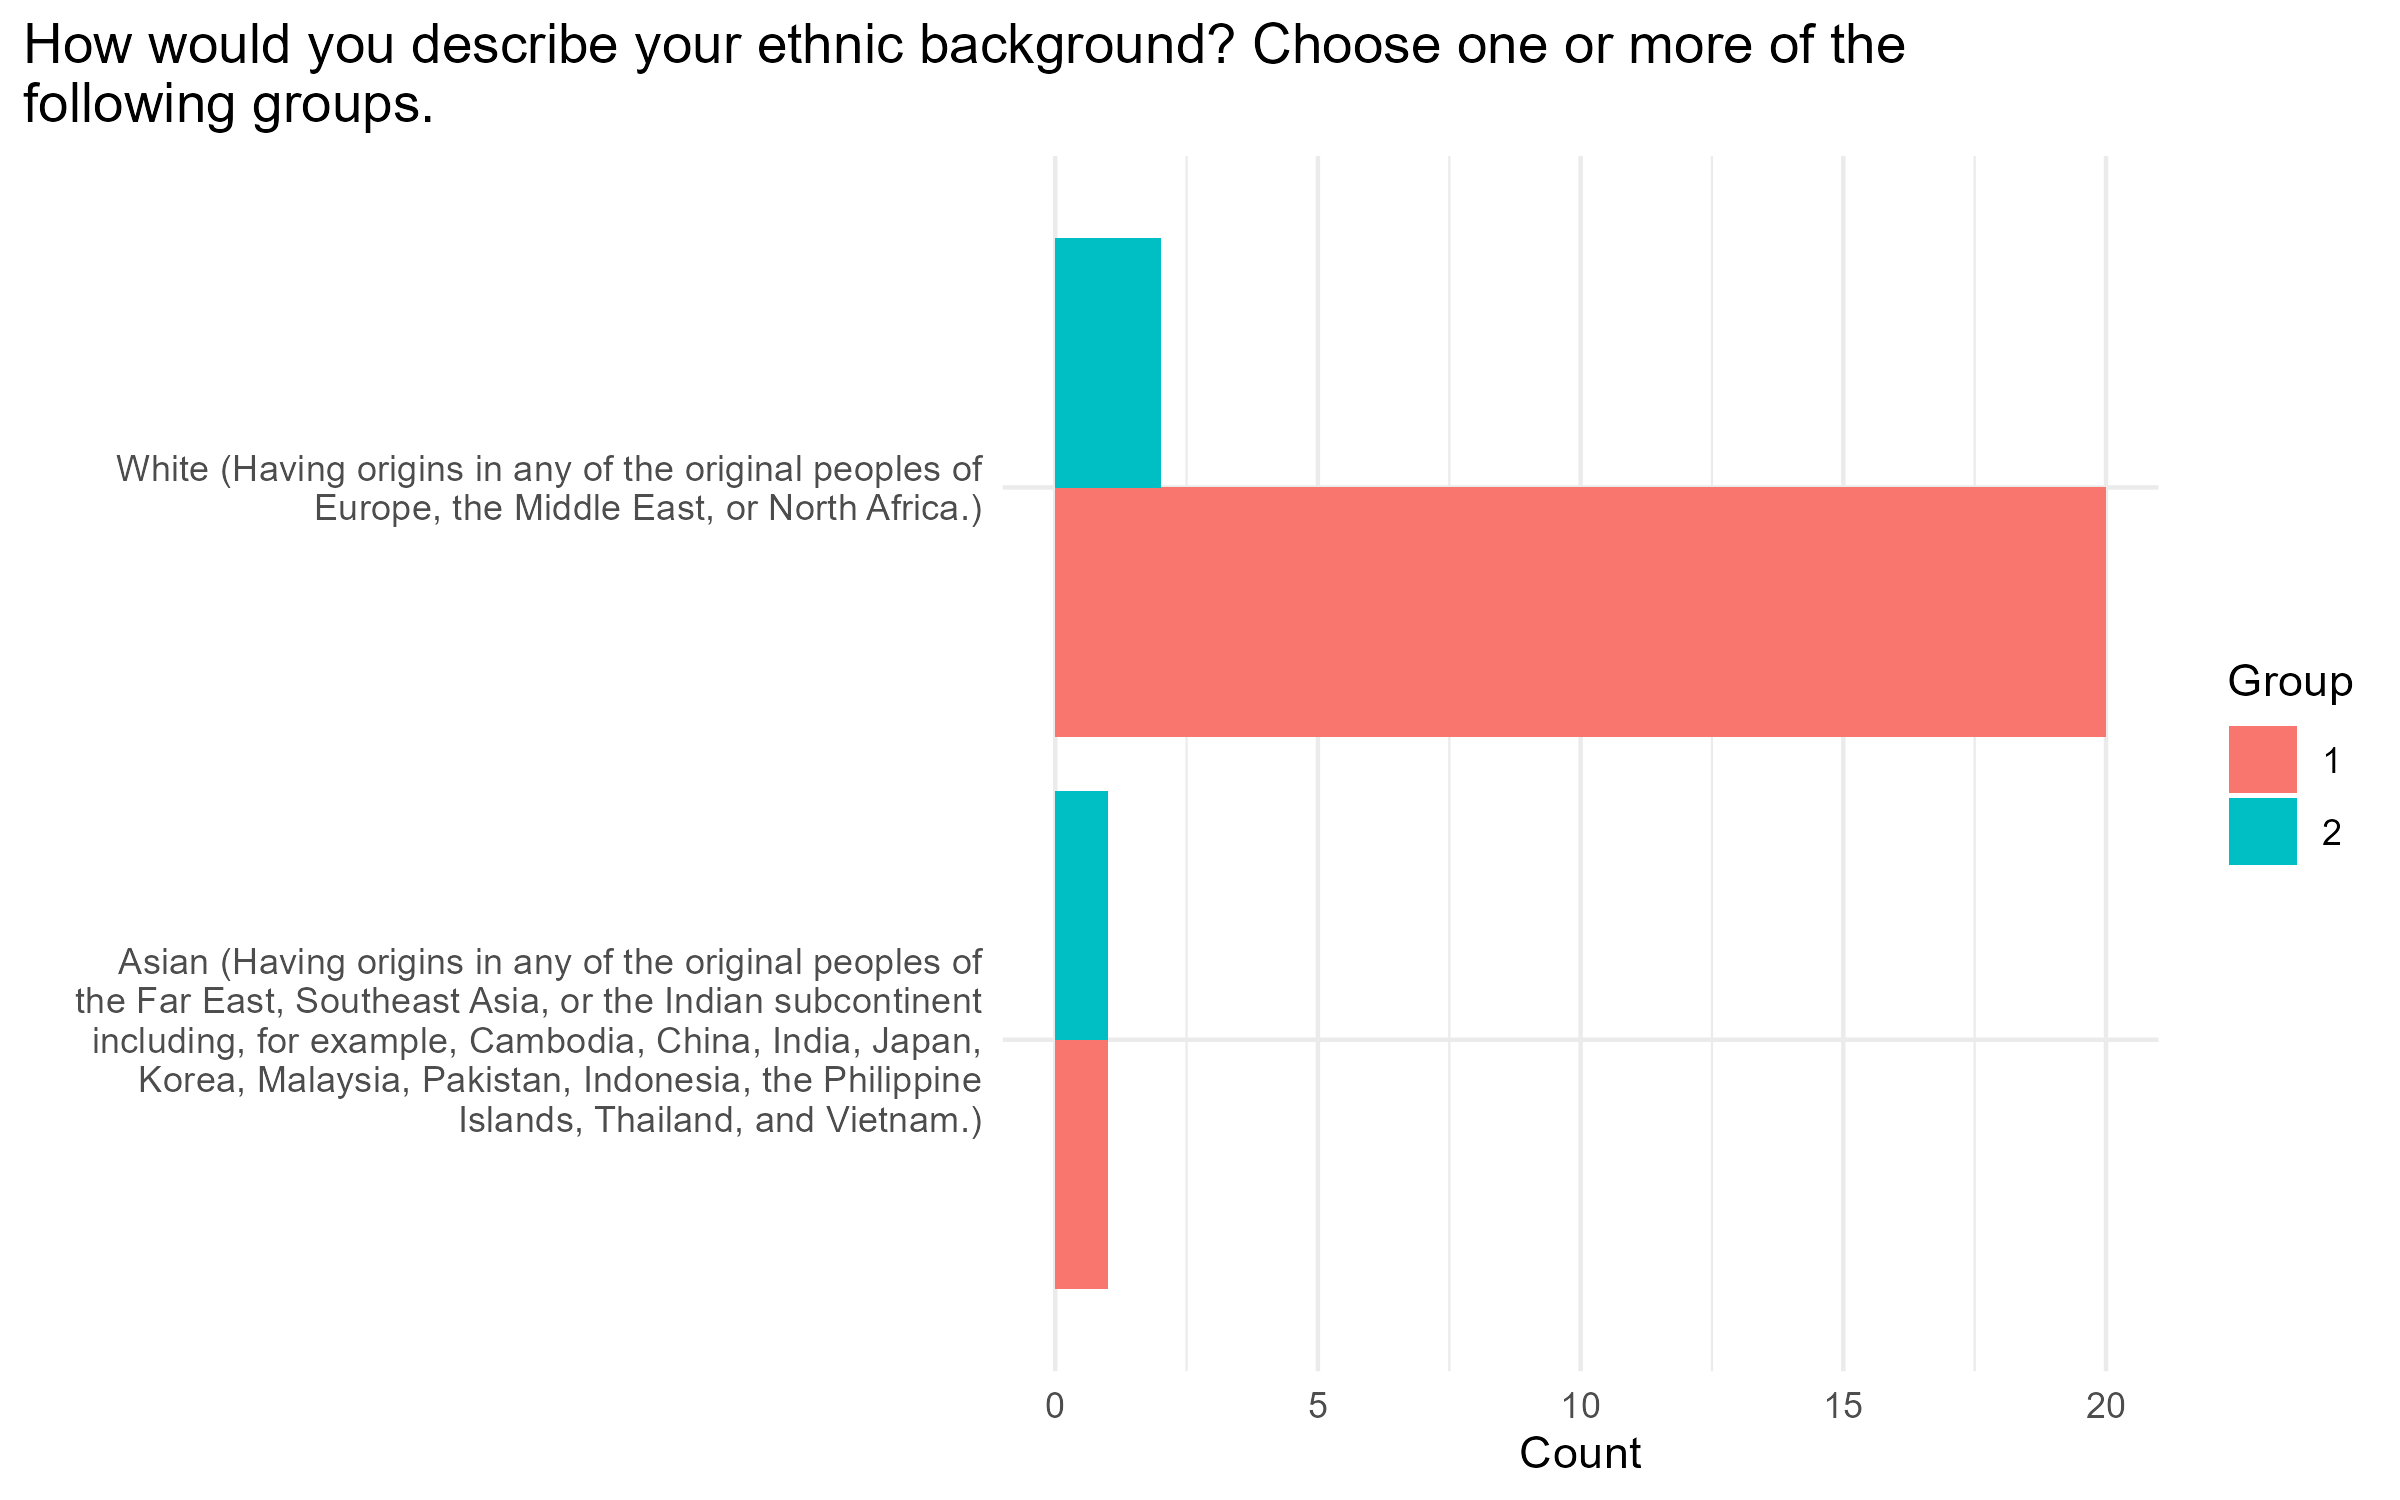 How would you describe your ethnic background? Choose one or more of the
following groups.
White (Having origins in any of the original peoples of
Europe, the Middle East, or North Africa.)
Asian (Having origins in any of the original peoples of
the Far East, Southeast Asia, or the Indian subcontinent
including, for example, Cambodia, China, India, Japan,
Korea, Malaysia, Pakistan, Indonesia, the Philippine
Islands, Thailand, and Vietnam.)
Group
1
2
0 5 10 15 20
Count